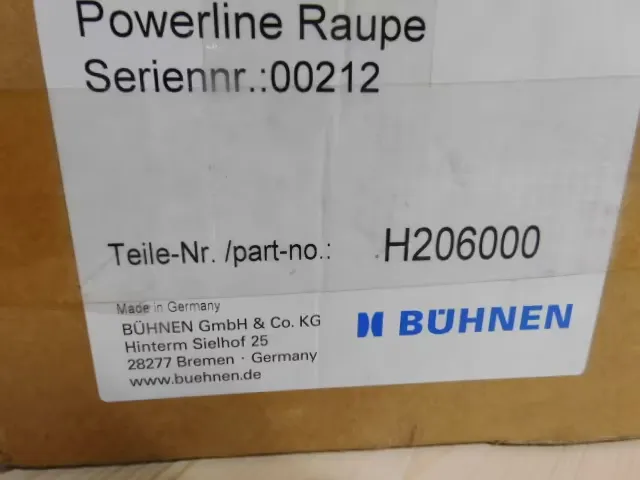 Powerline Raupe
Seriennr.:00212
Teile-Nr. /part-no.: H206000
Made in Germany
BÜHNEN GmbH & Co. KG
Hinterm Sielhof 25
28277 Bremen · Germany
www.buehnen.de
BÜHNEN